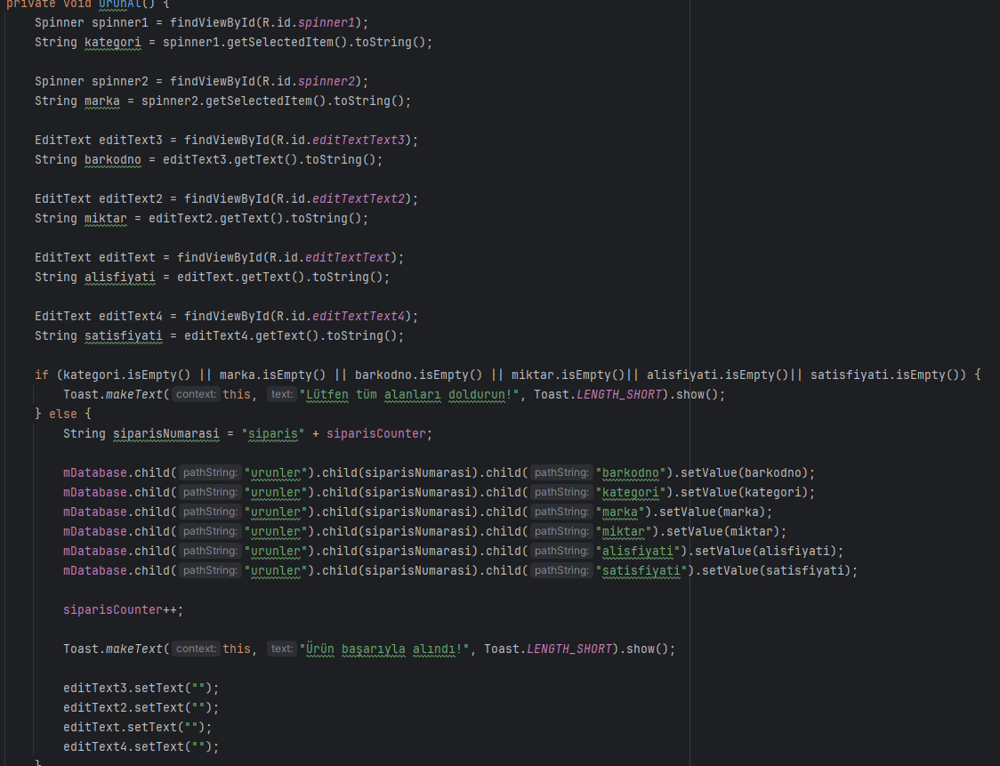 private void urunAl() {
Spinner spinner1 = findViewById(R.id.spinner1);
String kategori = spinner1.getSelectedItem().toString();
Spinner spinner2 = findViewById(R.id.spinner2);
String marka = spinner2.getSelectedItem().toString();
EditText editText3 = findViewById(R.id.editTextText3);
String barkodno = editText3.getText().toString();
EditText editText2 = findViewById(R.id.editTextText2);
String miktar = editText2.getText().toString();
EditText editText = findViewById(R.id.editTextText);
String alisfiyati = editText.getText().toString();
EditText editText4 = findViewById(R.id.editTextText4);
String satisfiyati = editText4.getText().toString();
if (kategori.isEmpty() || marka.isEmpty() || barkodno.isEmpty() || miktar.isEmpty()|| alisfiyati.isEmpty()|| satisfiyati.isEmpty()) {
Toast.makeText( context: this, text: "Lütfen tüm alanları doldurun!", Toast.LENGTH_SHORT).show();
} else {
String siparisNumarasi = "siparis" + siparisCounter;
mDatabase.child( pathString: "urunler").child(siparisNumarasi).child( pathString: "barkodno").setValue(barkodno);
mDatabase.child( pathString: "urunler").child(siparisNumarasi).child( pathString: "kategori").setValue(kategori);
mDatabase.child( pathString: "urunler").child(siparisNumarasi).child( pathString: "marka").setValue(marka);
mDatabase.child( pathString: "urunler").child(siparisNumarasi).child( pathString: "miktar").setValue(miktar);
mDatabase.child( pathString: "urunler").child(siparisNumarasi).child( pathString: "alisfiyati").setValue(alisfiyati);
mDatabase.child( pathString: "urunler").child(siparisNumarasi).child( pathString: "satisfiyati").setValue(satisfiyati);
siparisCounter++;
Toast.makeText( context: this, text: "Ürün başarıyla alındı!", Toast.LENGTH_SHORT).show();
editText3.setText("");
editText2.setText("");
editText.setText("");
editText4.setText("");
}